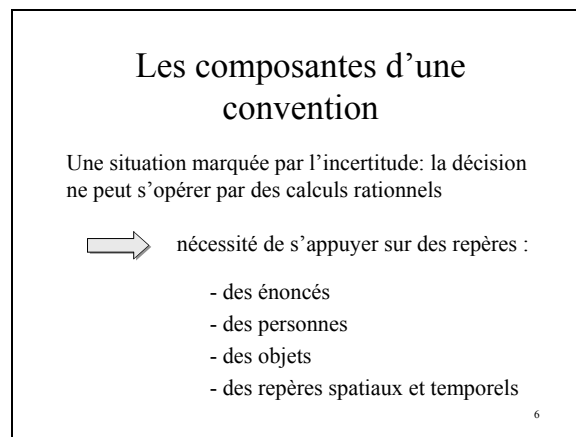 Les composantes d’une
convention
Une situation marquée par l’incertitude: la décision
ne peut s’opérer par des calculs rationnels
nécessité de s’appuyer sur des repères :
- des énoncés
- des personnes
- des objets
- des repères spatiaux et temporels
6